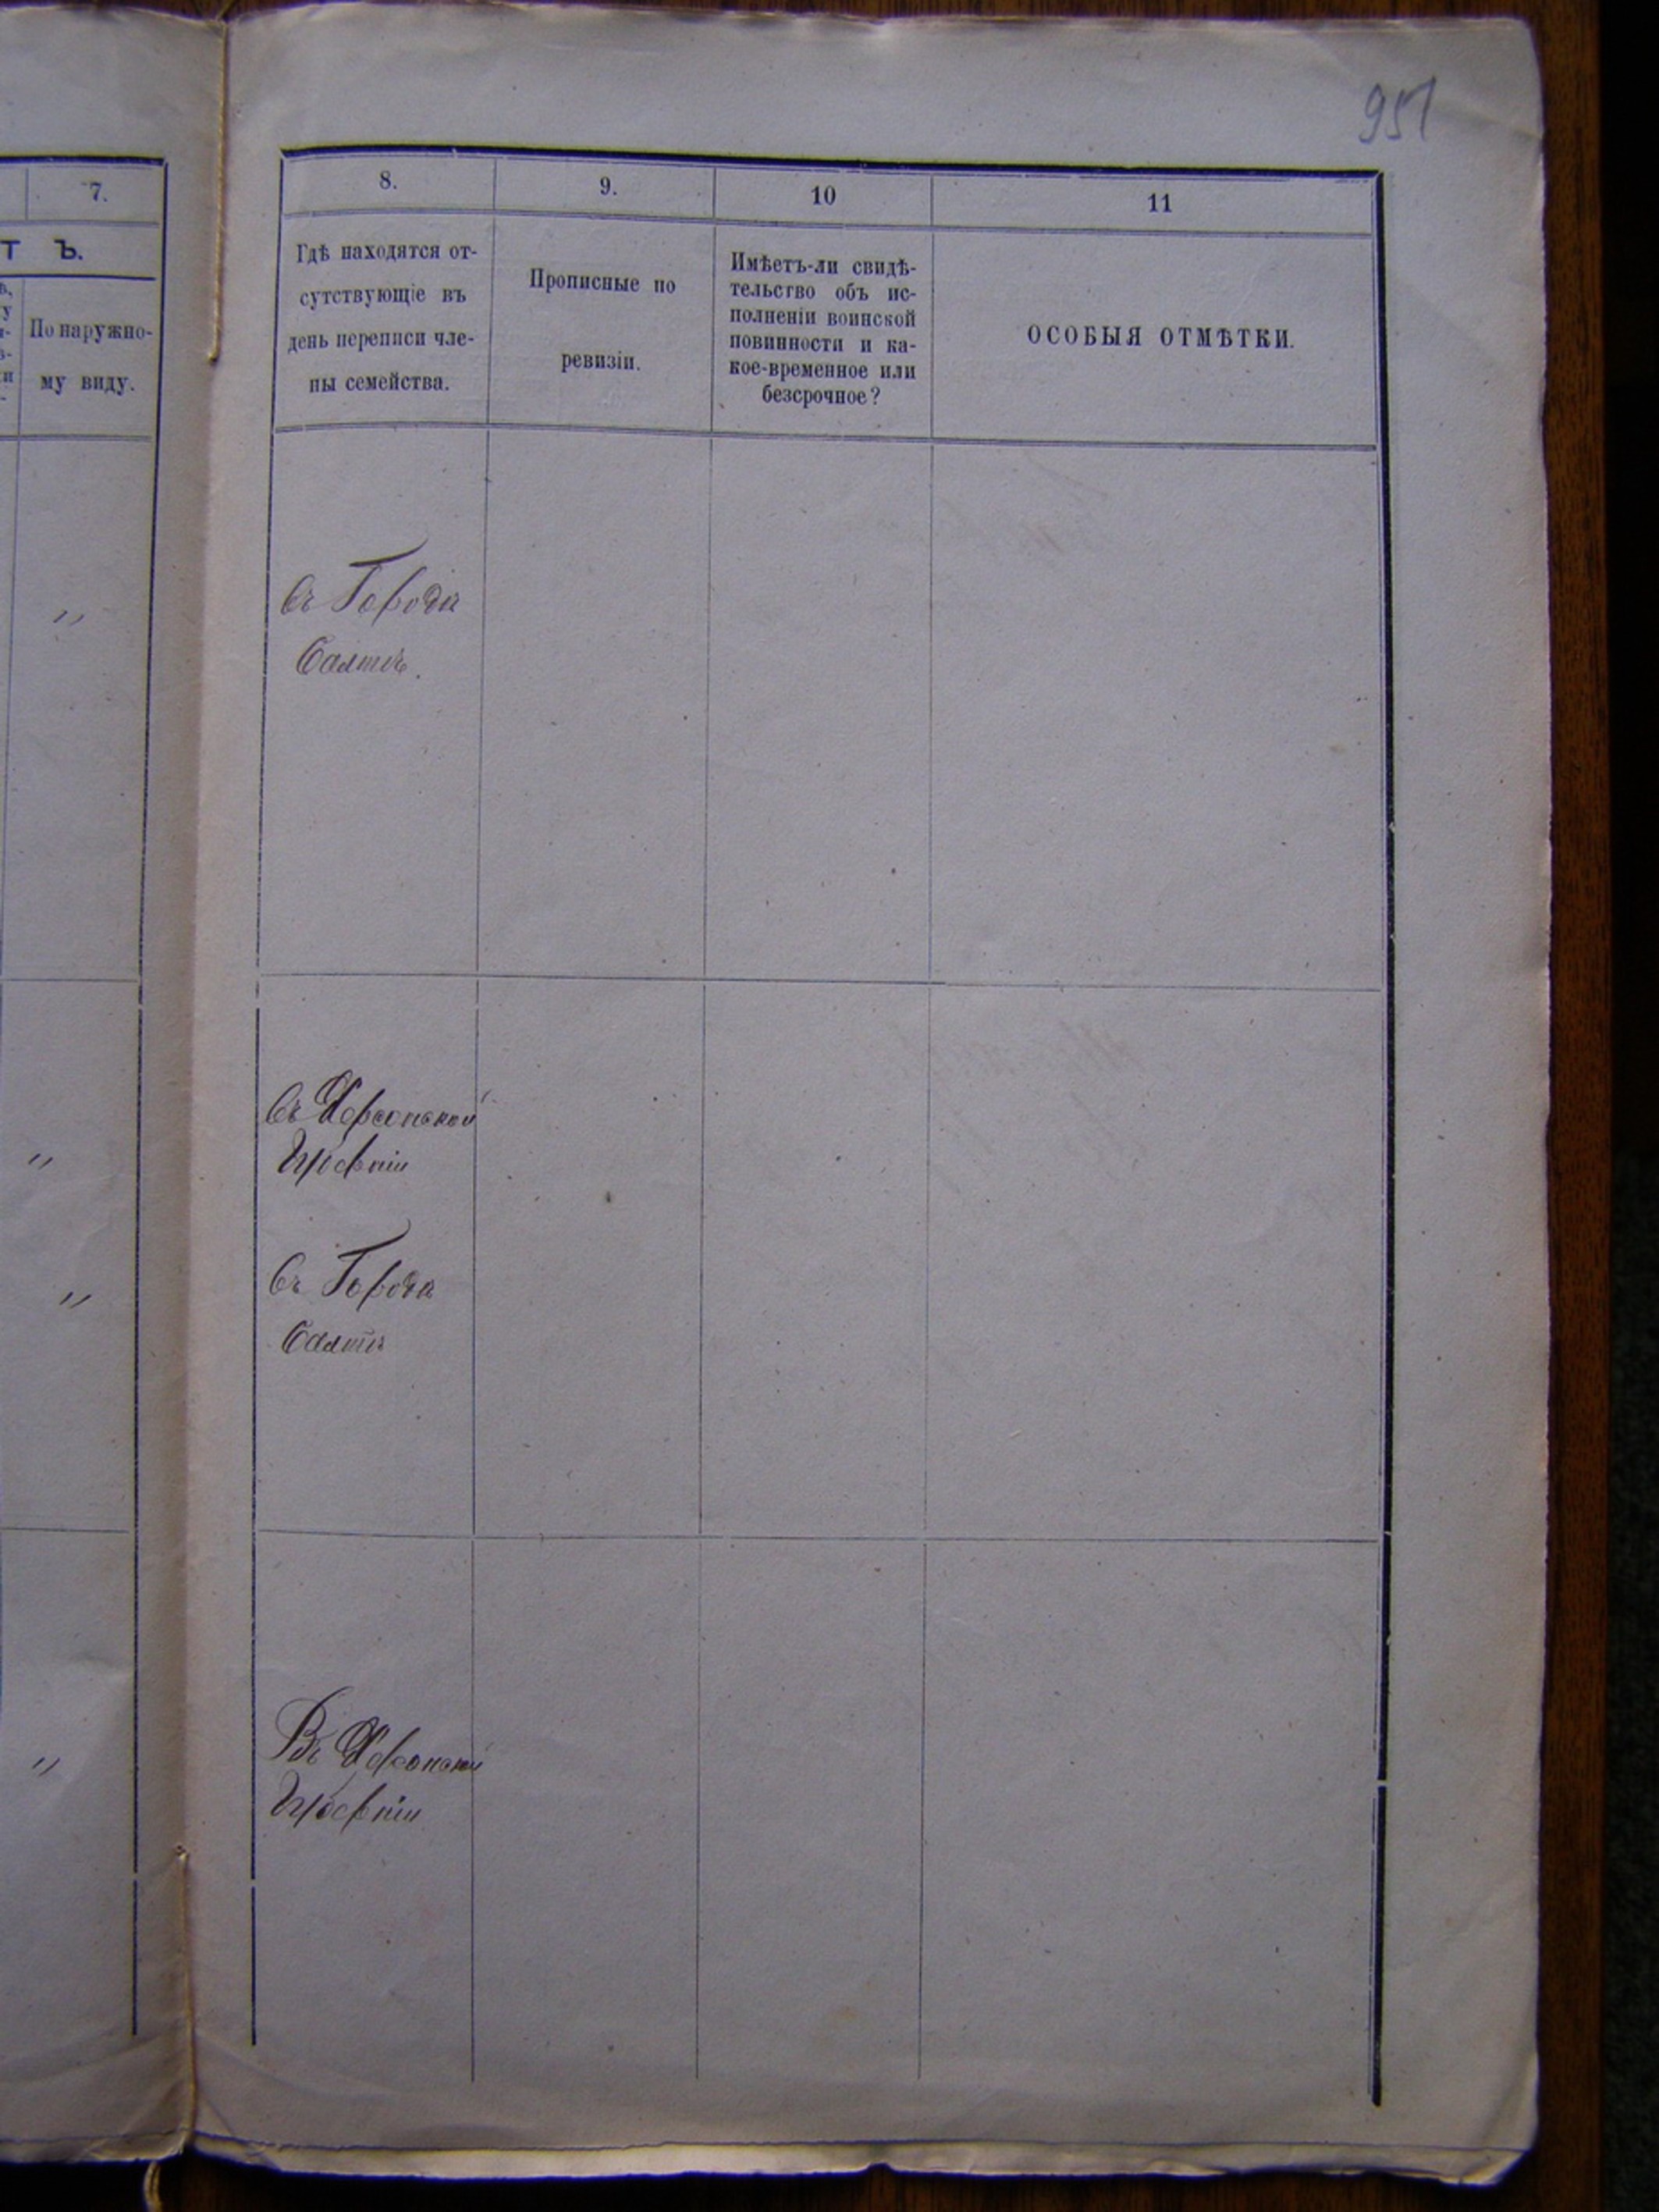 951
7.
Т Ъ.
По наружно-
му виду.
8.
9.
10
11
Гдѣ находятся от-
сутствующіе въ
день переписи чле-
ны семейства.
Прописные по
ревизіи.
Имѣетъ-ли свидѣ-
тельство объ ис-
полненіи воинской
повинности и ка-
кое-временное или
безсрочное?
ОСОБЫЯ ОТМѢТКИ.
"
въ Городѣ
Балтѣ.
"
въ Херсонской
Губерніи
"
въ Городѣ
Балтѣ
"
Въ Херсонской
Губерніи